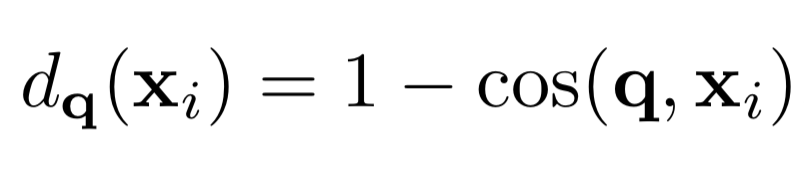 d_𝐪(𝐱_i) = 1 − cos(𝐪, 𝐱_i)